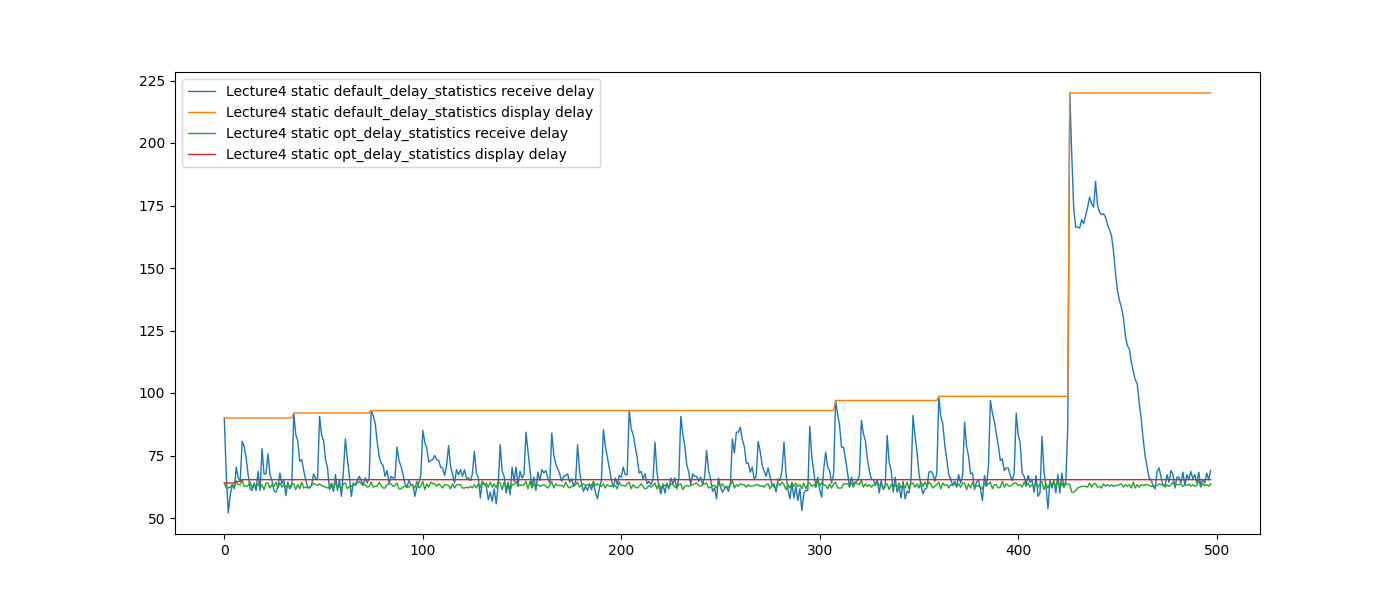 225
200
175
150
125
100
75
50
Lecture4 static default_delay_statistics receive delay
Lecture4 static default_delay_statistics display delay
Lecture4 static opt_delay_statistics receive delay
Lecture4 static opt_delay_statistics display delay
0 100 200 300 400 500